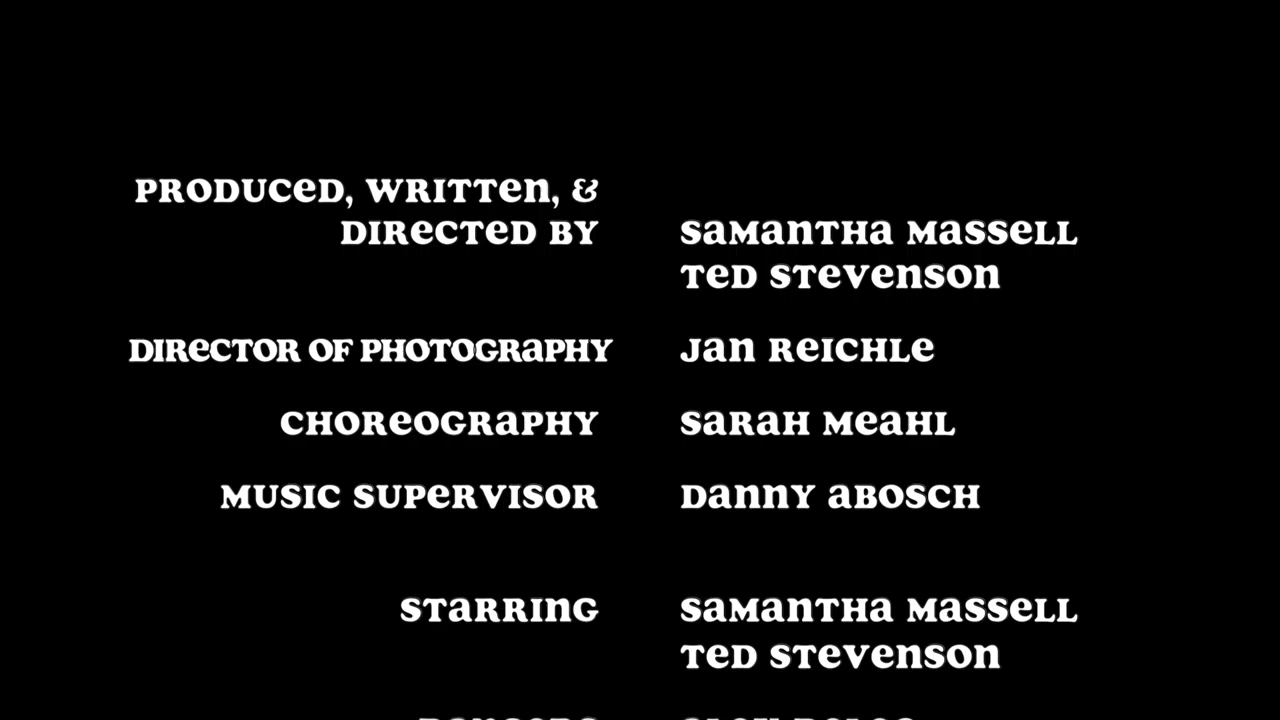 PRODUCED, WRITTEN, &
DIRECTED BY SAMANTHA MASSELL
TED STEVENSON
DIRECTOR OF PHOTOGRAPHY JAN REICHLE
CHOREOGRAPHY SARAH MEAHL
MUSIC SUPERVISOR DANNY ABOSCH
STARRING SAMANTHA MASSELL
TED STEVENSON